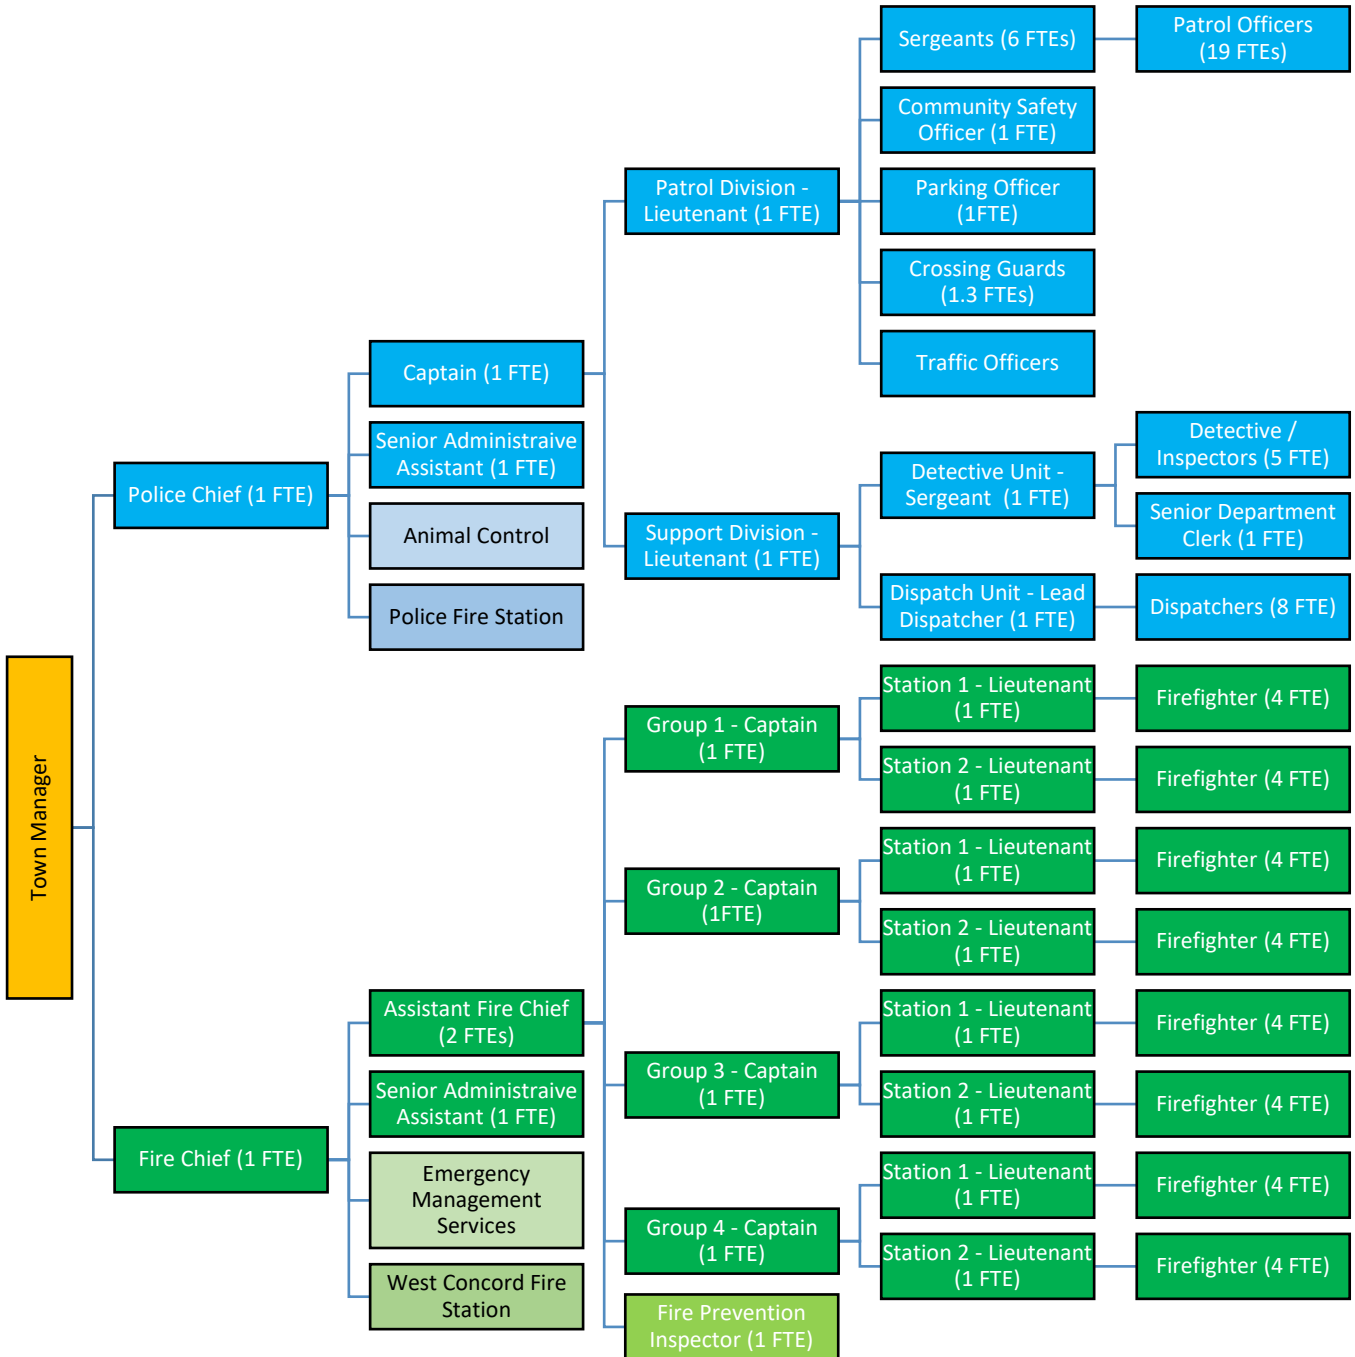 Town Manager
Police Chief (1 FTE)
Captain (1 FTE)
Senior Administraive
Assistant (1 FTE)
Animal Control
Police Fire Station
Patrol Division -
Lieutenant (1 FTE)
Sergeants (6 FTEs)
Patrol Officers
(19 FTEs)
Community Safety
Officer (1 FTE)
Parking Officer
(1FTE)
Crossing Guards
(1.3 FTEs)
Traffic Officers
Support Division -
Lieutenant (1 FTE)
Detective Unit -
Sergeant  (1 FTE)
Detective /
Inspectors (5 FTE)
Senior Department
Clerk (1 FTE)
Dispatch Unit - Lead
Dispatcher (1 FTE)
Dispatchers (8 FTE)
Fire Chief (1 FTE)
Assistant Fire Chief
(2 FTEs)
Senior Administraive
Assistant (1 FTE)
Emergency
Management
Services
West Concord Fire
Station
Group 1 - Captain
(1 FTE)
Station 1 - Lieutenant
(1 FTE)
Firefighter (4 FTE)
Station 2 - Lieutenant
(1 FTE)
Firefighter (4 FTE)
Group 2 - Captain
(1FTE)
Station 1 - Lieutenant
(1 FTE)
Firefighter (4 FTE)
Station 2 - Lieutenant
(1 FTE)
Firefighter (4 FTE)
Group 3 - Captain
(1 FTE)
Station 1 - Lieutenant
(1 FTE)
Firefighter (4 FTE)
Station 2 - Lieutenant
(1 FTE)
Firefighter (4 FTE)
Group 4 - Captain
(1 FTE)
Station 1 - Lieutenant
(1 FTE)
Firefighter (4 FTE)
Station 2 - Lieutenant
(1 FTE)
Firefighter (4 FTE)
Fire Prevention
Inspector (1 FTE)